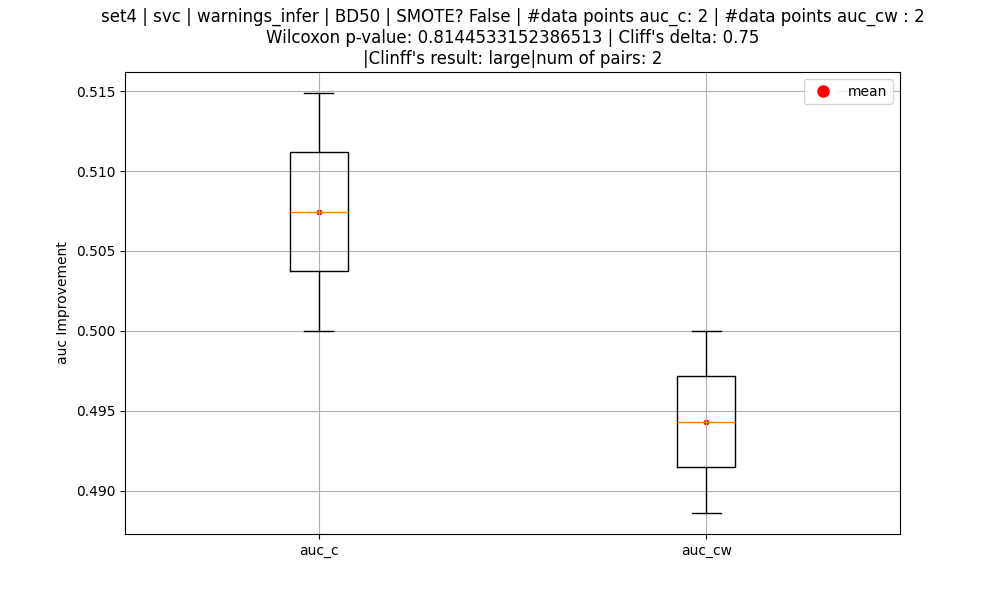 set4 | svc | warnings_infer | BD50 | SMOTE? False | #data points auc_c: 2 | #data points auc_cw : 2
Wilcoxon p-value: 0.8144533152386513 | Cliff's delta: 0.75
|Clinff's result: large|num of pairs: 2
mean
0.515
0.510
0.505
0.500
0.495
0.490
auc Improvement
auc_c
auc_cw